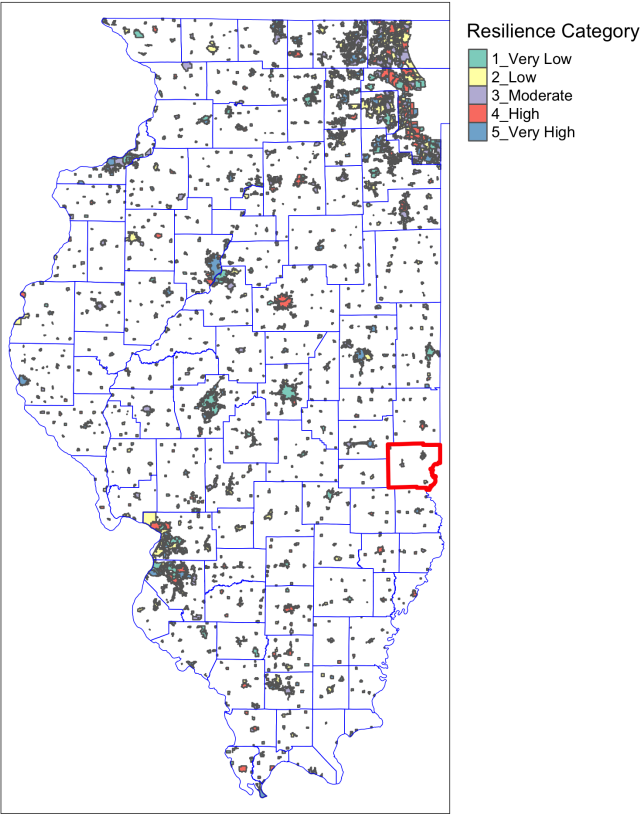 Resilience Category
1_Very Low
2_Low
3_Moderate
4_High
5_Very High